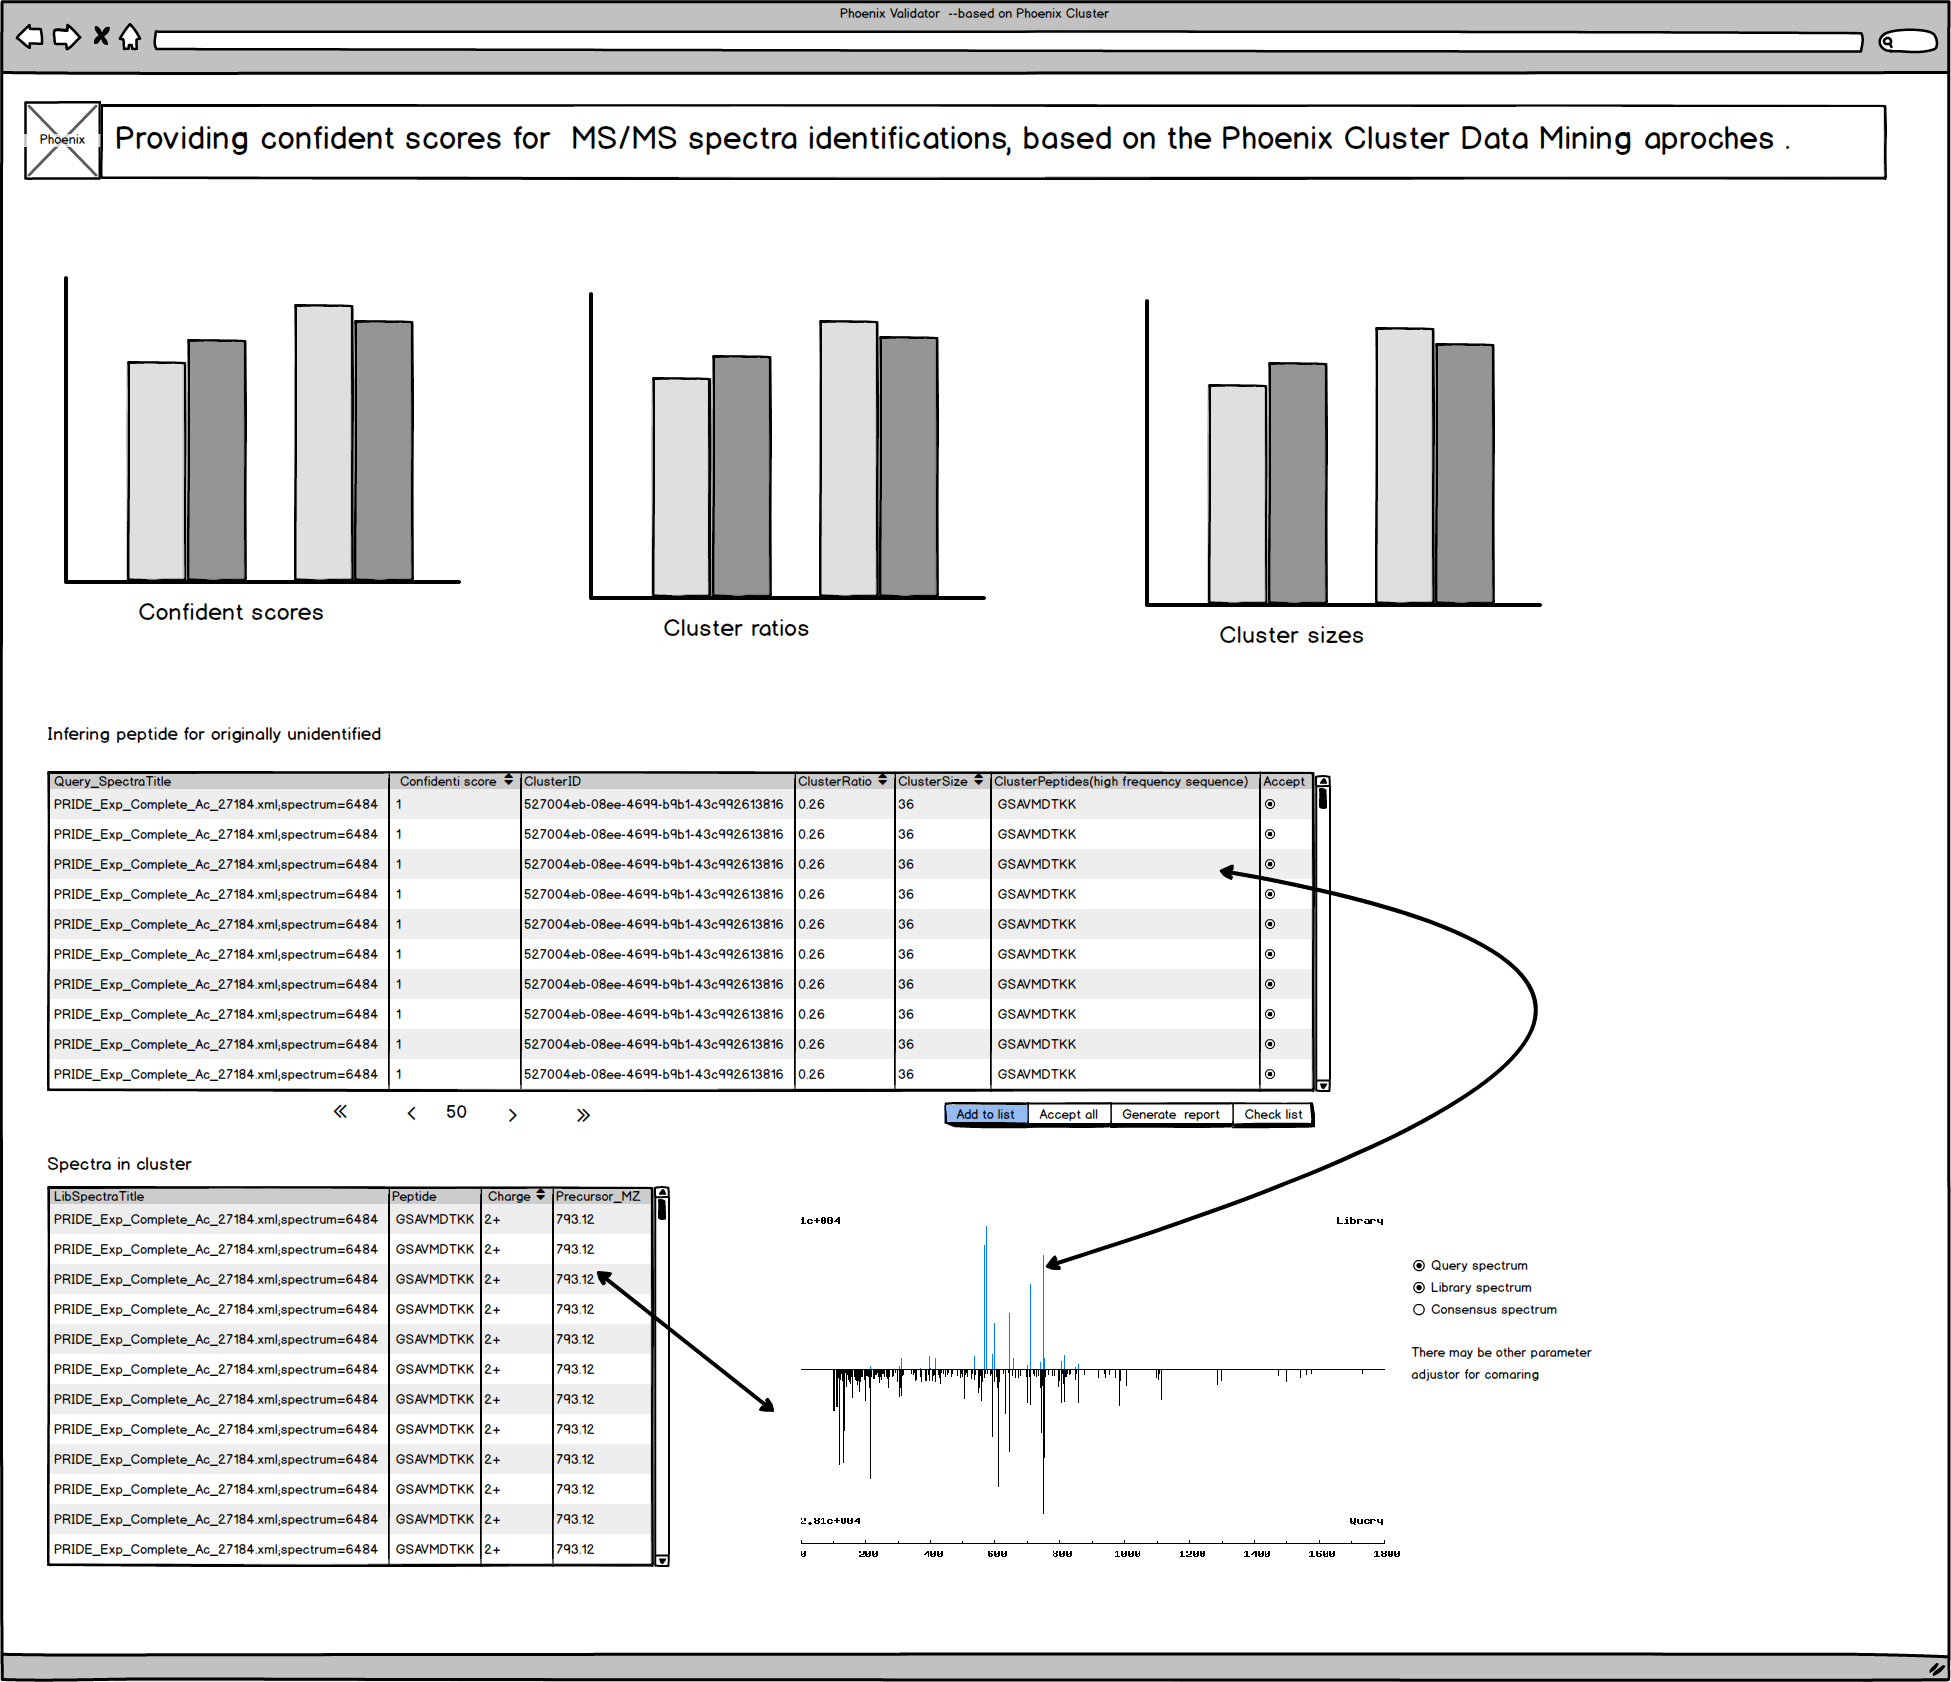 Phoenix Validator --based on Phoenix Cluster
Phoenix
Providing confident scores for MS/MS spectra identifications, based on the Phoenix Cluster Data Mining aproches .
Confident scores
Cluster ratios
Cluster sizes
Infering peptide for originally unidentified
Query_SpectraTitle Confidenti score ClusterID ClusterRatio ClusterSize ClusterPeptides(high frequency sequence) Accept
PRIDE_Exp_Complete_Ac_27184.xml;spectrum=6484 1 527004eb-08ee-4699-b9b1-43c992613816 0.26 36 GSAVMDTKK
PRIDE_Exp_Complete_Ac_27184.xml;spectrum=6484 1 527004eb-08ee-4699-b9b1-43c992613816 0.26 36 GSAVMDTKK
PRIDE_Exp_Complete_Ac_27184.xml;spectrum=6484 1 527004eb-08ee-4699-b9b1-43c992613816 0.26 36 GSAVMDTKK
PRIDE_Exp_Complete_Ac_27184.xml;spectrum=6484 1 527004eb-08ee-4699-b9b1-43c992613816 0.26 36 GSAVMDTKK
PRIDE_Exp_Complete_Ac_27184.xml;spectrum=6484 1 527004eb-08ee-4699-b9b1-43c992613816 0.26 36 GSAVMDTKK
PRIDE_Exp_Complete_Ac_27184.xml;spectrum=6484 1 527004eb-08ee-4699-b9b1-43c992613816 0.26 36 GSAVMDTKK
PRIDE_Exp_Complete_Ac_27184.xml;spectrum=6484 1 527004eb-08ee-4699-b9b1-43c992613816 0.26 36 GSAVMDTKK
PRIDE_Exp_Complete_Ac_27184.xml;spectrum=6484 1 527004eb-08ee-4699-b9b1-43c992613816 0.26 36 GSAVMDTKK
PRIDE_Exp_Complete_Ac_27184.xml;spectrum=6484 1 527004eb-08ee-4699-b9b1-43c992613816 0.26 36 GSAVMDTKK
PRIDE_Exp_Complete_Ac_27184.xml;spectrum=6484 1 527004eb-08ee-4699-b9b1-43c992613816 0.26 36 GSAVMDTKK
« < 50 > »
Add to list Accept all Generate report Check list
Spectra in cluster
LibSpectraTitle Peptide Charge Precursor_MZ
PRIDE_Exp_Complete_Ac_27184.xml;spectrum=6484 GSAVMDTKK 2+ 793.12
PRIDE_Exp_Complete_Ac_27184.xml;spectrum=6484 GSAVMDTKK 2+ 793.12
PRIDE_Exp_Complete_Ac_27184.xml;spectrum=6484 GSAVMDTKK 2+ 793.12
PRIDE_Exp_Complete_Ac_27184.xml;spectrum=6484 GSAVMDTKK 2+ 793.12
PRIDE_Exp_Complete_Ac_27184.xml;spectrum=6484 GSAVMDTKK 2+ 793.12
PRIDE_Exp_Complete_Ac_27184.xml;spectrum=6484 GSAVMDTKK 2+ 793.12
PRIDE_Exp_Complete_Ac_27184.xml;spectrum=6484 GSAVMDTKK 2+ 793.12
PRIDE_Exp_Complete_Ac_27184.xml;spectrum=6484 GSAVMDTKK 2+ 793.12
PRIDE_Exp_Complete_Ac_27184.xml;spectrum=6484 GSAVMDTKK 2+ 793.12
PRIDE_Exp_Complete_Ac_27184.xml;spectrum=6484 GSAVMDTKK 2+ 793.12
PRIDE_Exp_Complete_Ac_27184.xml;spectrum=6484 GSAVMDTKK 2+ 793.12
PRIDE_Exp_Complete_Ac_27184.xml;spectrum=6484 GSAVMDTKK 2+ 793.12
1e+004 Library
2.81e+004 Query
0 200 400 600 800 1000 1200 1400 1600 1800
Query spectrum
Library spectrum
Consensus spectrum
There may be other parameter
adjustor for comaring